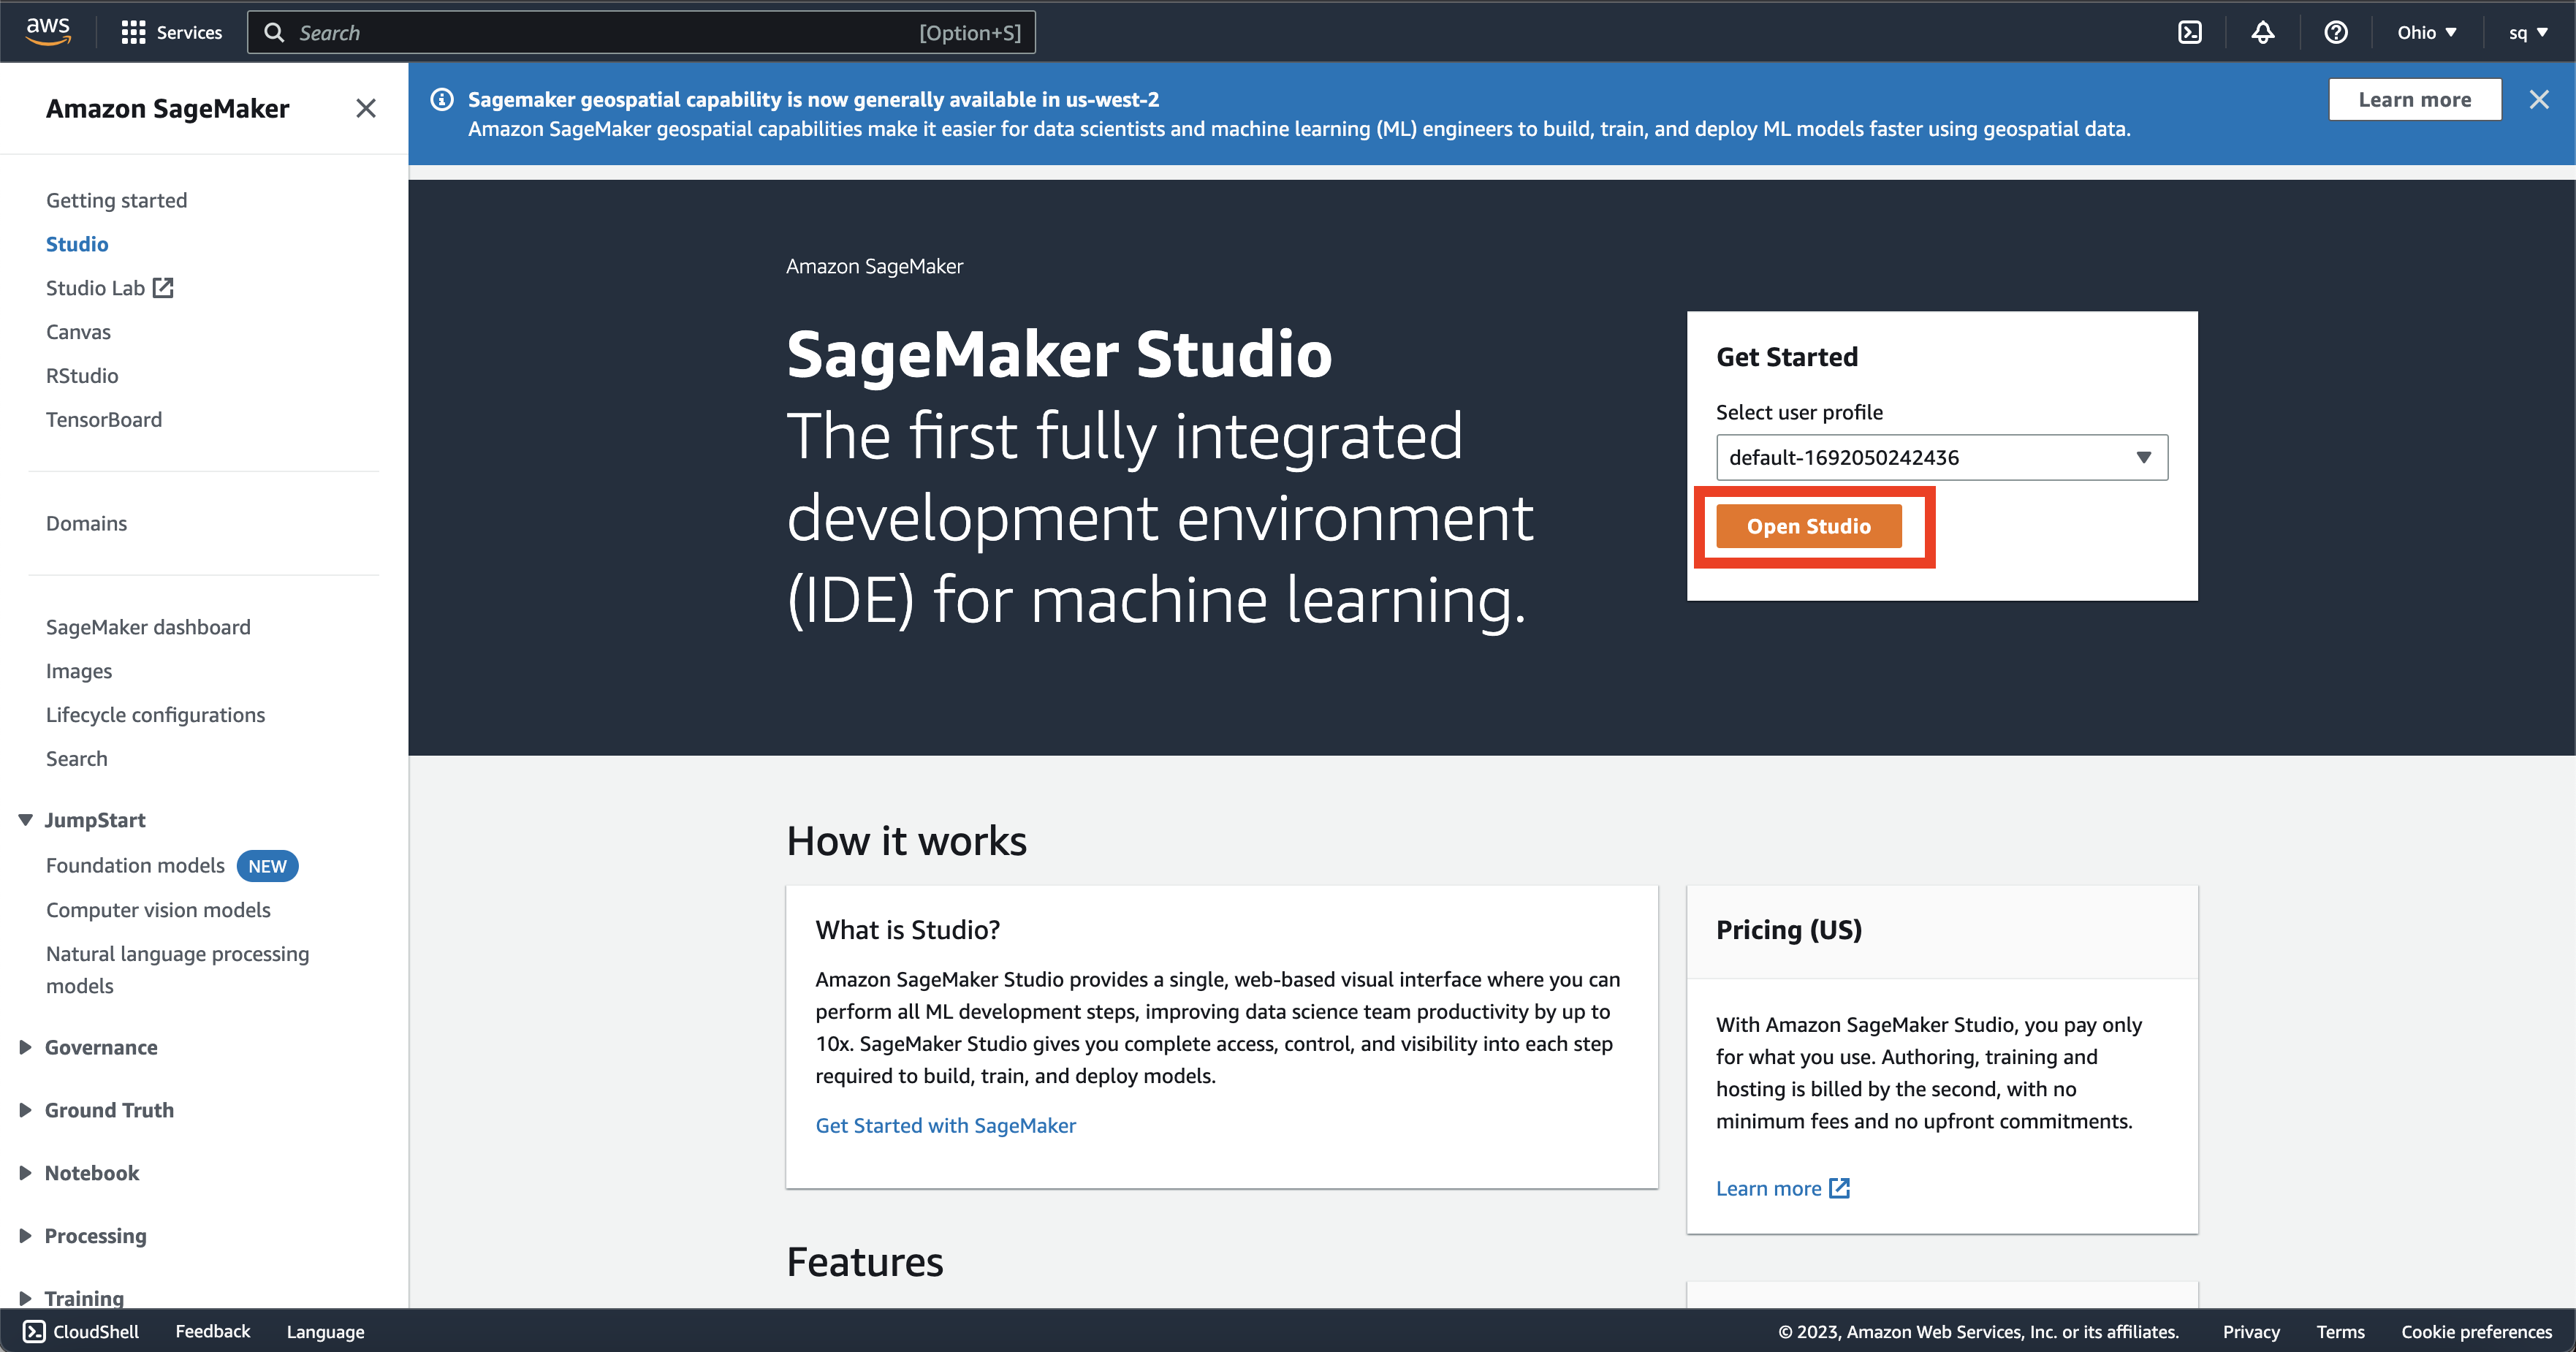 aws
Services
Search
[Option+S]
Ohio
sq
Amazon SageMaker
Getting started
Studio
Studio Lab
Canvas
RStudio
TensorBoard
Domains
SageMaker dashboard
Images
Lifecycle configurations
Search
JumpStart
Foundation models NEW
Computer vision models
Natural language processing
models
Governance
Ground Truth
Notebook
Processing
Training
Sagemaker geospatial capability is now generally available in us-west-2
Amazon SageMaker geospatial capabilities make it easier for data scientists and machine learning (ML) engineers to build, train, and deploy ML models faster using geospatial data.
Learn more
Amazon SageMaker
SageMaker Studio
The first fully integrated
development environment
(IDE) for machine learning.
Get Started
Select user profile
default-1692050242436
Open Studio
How it works
What is Studio?
Amazon SageMaker Studio provides a single, web-based visual interface where you can
perform all ML development steps, improving data science team productivity by up to
10x. SageMaker Studio gives you complete access, control, and visibility into each step
required to build, train, and deploy models.
Get Started with SageMaker
Pricing (US)
With Amazon SageMaker Studio, you pay only
for what you use. Authoring, training and
hosting is billed by the second, with no
minimum fees and no upfront commitments.
Learn more
Features
CloudShell
Feedback
Language
© 2023, Amazon Web Services, Inc. or its affiliates.
Privacy
Terms
Cookie preferences